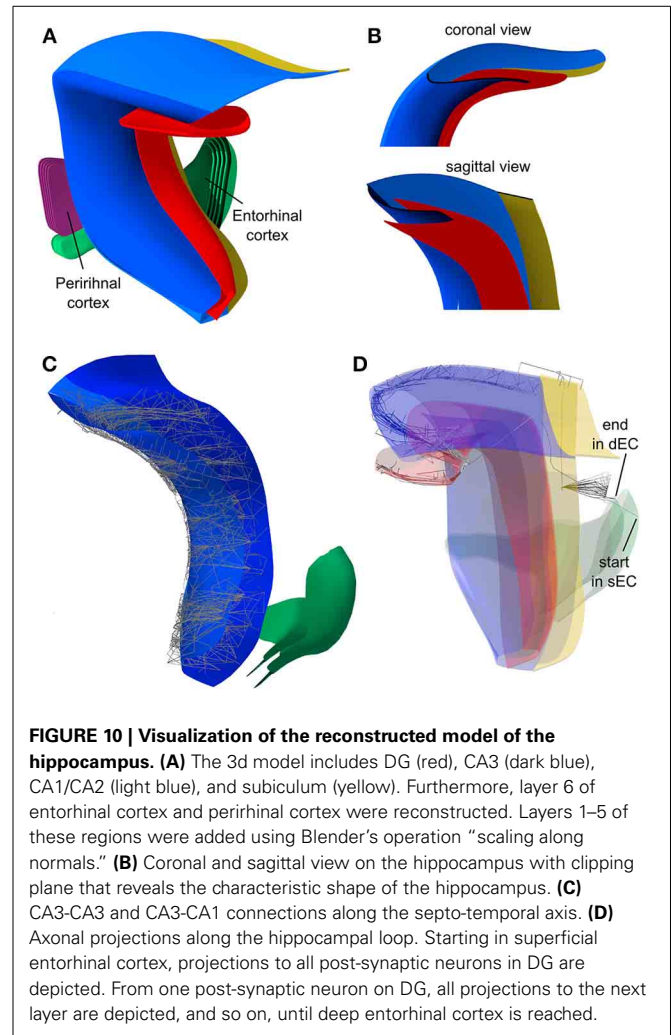 A
B
coronal view
sagittal view
Entorhinal
cortex
Peririhnal
cortex
C
D
end
in dEC
start
in sEC
FIGURE 10 | Visualization of the reconstructed model of the
hippocampus. (A) The 3d model includes DG (red), CA3 (dark blue),
CA1/CA2 (light blue), and subiculum (yellow). Furthermore, layer 6 of
entorhinal cortex and perirhinal cortex were reconstructed. Layers 1–5 of
these regions were added using Blender's operation "scaling along
normals." (B) Coronal and sagittal view on the hippocampus with clipping
plane that reveals the characteristic shape of the hippocampus. (C)
CA3-CA3 and CA3-CA1 connections along the septo-temporal axis. (D)
Axonal projections along the hippocampal loop. Starting in superficial
entorhinal cortex, projections to all post-synaptic neurons in DG are
depicted. From one post-synaptic neuron on DG, all projections to the next
layer are depicted, and so on, until deep entorhinal cortex is reached.